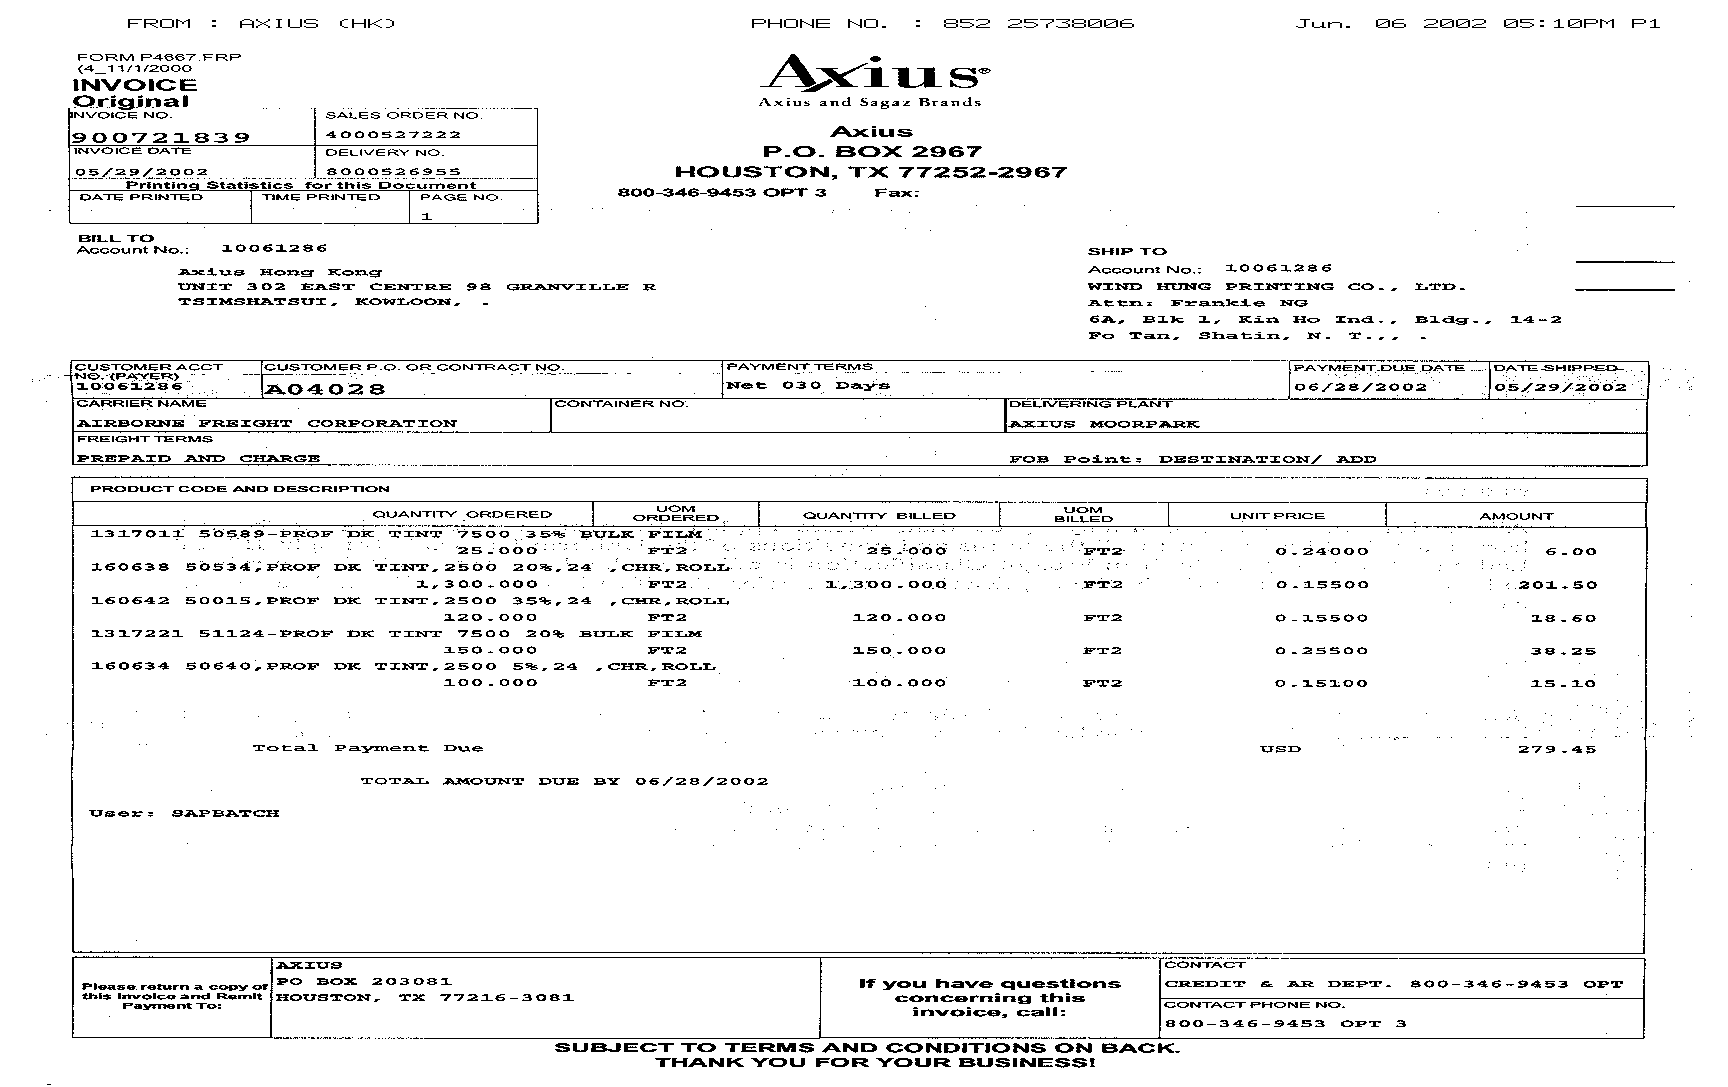 FROM : AXIUS (HK) PHONE NO. : 852 25738006 Jun. 06 2002 05:10PM P1
FORM P4667.FRP
(4_11/1/2000
INVOICE
Original
Axius®
Axius and Sagaz Brands
INVOICE NO. SALES ORDER NO.
900721839 4000527222
INVOICE DATE DELIVERY NO.
05/29/2002 8000526955
Printing Statistics for this Document
DATE PRINTED TIME PRINTED PAGE NO.
1
Axius
P.O. BOX 2967
HOUSTON, TX 77252-2967
800-346-9453 OPT 3 Fax:
BILL TO
Account No.: 10061286
Axius Hong Kong
UNIT 302 EAST CENTRE 98 GRANVILLE R
TSIMSHATSUI, KOWLOON, .
SHIP TO
Account No.: 10061286
WIND HUNG PRINTING CO., LTD.
Attn: Frankie NG
6A, Blk 1, Kin Ho Ind., Bldg., 14-2
Fo Tan, Shatin, N. T.,, .
CUSTOMER ACCT NO. (PAYER) CUSTOMER P.O. OR CONTRACT NO. PAYMENT TERMS PAYMENT DUE DATE DATE SHIPPED
10061286 A04028 Net 030 Days 06/28/2002 05/29/2002
CARRIER NAME CONTAINER NO. DELIVERING PLANT
AIRBORNE FREIGHT CORPORATION AXIUS MOORPARK
FREIGHT TERMS
PREPAID AND CHARGE FOB Point: DESTINATION/ ADD
PRODUCT CODE AND DESCRIPTION
QUANTITY ORDERED UOM ORDERED QUANTITY BILLED UOM BILLED UNIT PRICE AMOUNT
1317011 50589-PROF DK TINT 7500 35% BULK FILM
25.000 FT2 25.000 FT2 0.24000 6.00
160638 50534,PROF DK TINT,2500 20%,24 ,CHR,ROLL
1,300.000 FT2 1,300.000 FT2 0.15500 201.50
160642 50015,PROF DK TINT,2500 35%,24 ,CHR,ROLL
120.000 FT2 120.000 FT2 0.15500 18.60
1317221 51124-PROF DK TINT 7500 20% BULK FILM
150.000 FT2 150.000 FT2 0.25500 38.25
160634 50640,PROF DK TINT,2500 5%,24 ,CHR,ROLL
100.000 FT2 100.000 FT2 0.15100 15.10
Total Payment Due USD 279.45
TOTAL AMOUNT DUE BY 06/28/2002
User: SAPBATCH
Please return a copy of
this Invoice and Remit
Payment To:
AXIUS
PO BOX 203081
HOUSTON, TX 77216-3081
If you have questions
concerning this
invoice, call:
CONTACT
CREDIT & AR DEPT. 800-346-9453 OPT
CONTACT PHONE NO.
800-346-9453 OPT 3
SUBJECT TO TERMS AND CONDITIONS ON BACK.
THANK YOU FOR YOUR BUSINESS!